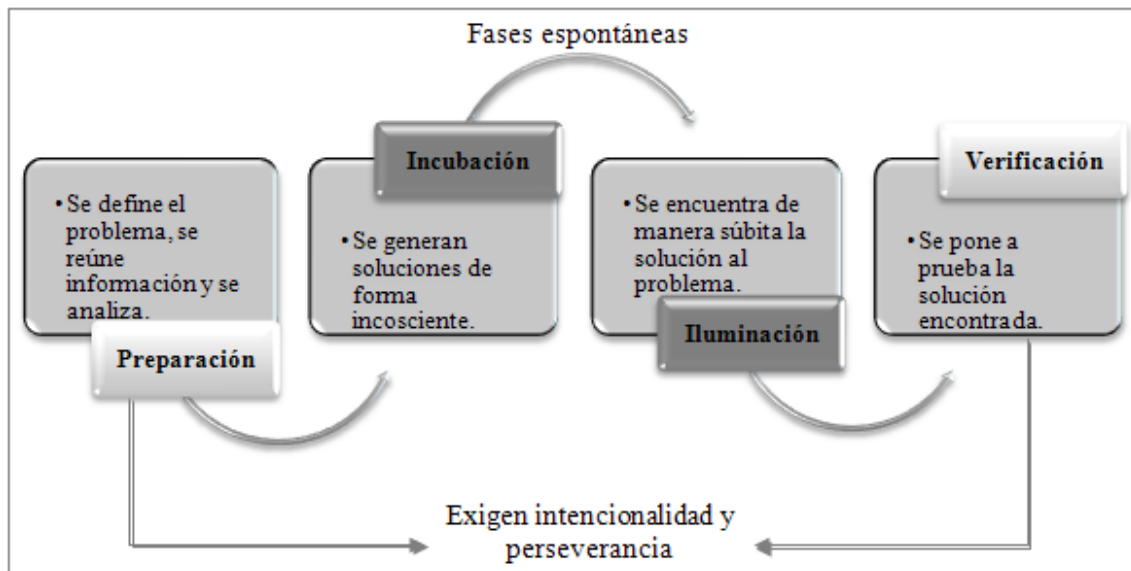 Fases espontáneas
• Se define el
problema, se
reúne
información y se
analiza.
Preparación
Incubación
• Se generan
soluciones de
forma
incosciente.
• Se encuentra de
manera súbita la
solución al
problema.
Iluminación
Verificación
• Se pone a
prueba la
solución
encontrada.
Exigen intencionalidad y
perseverancia